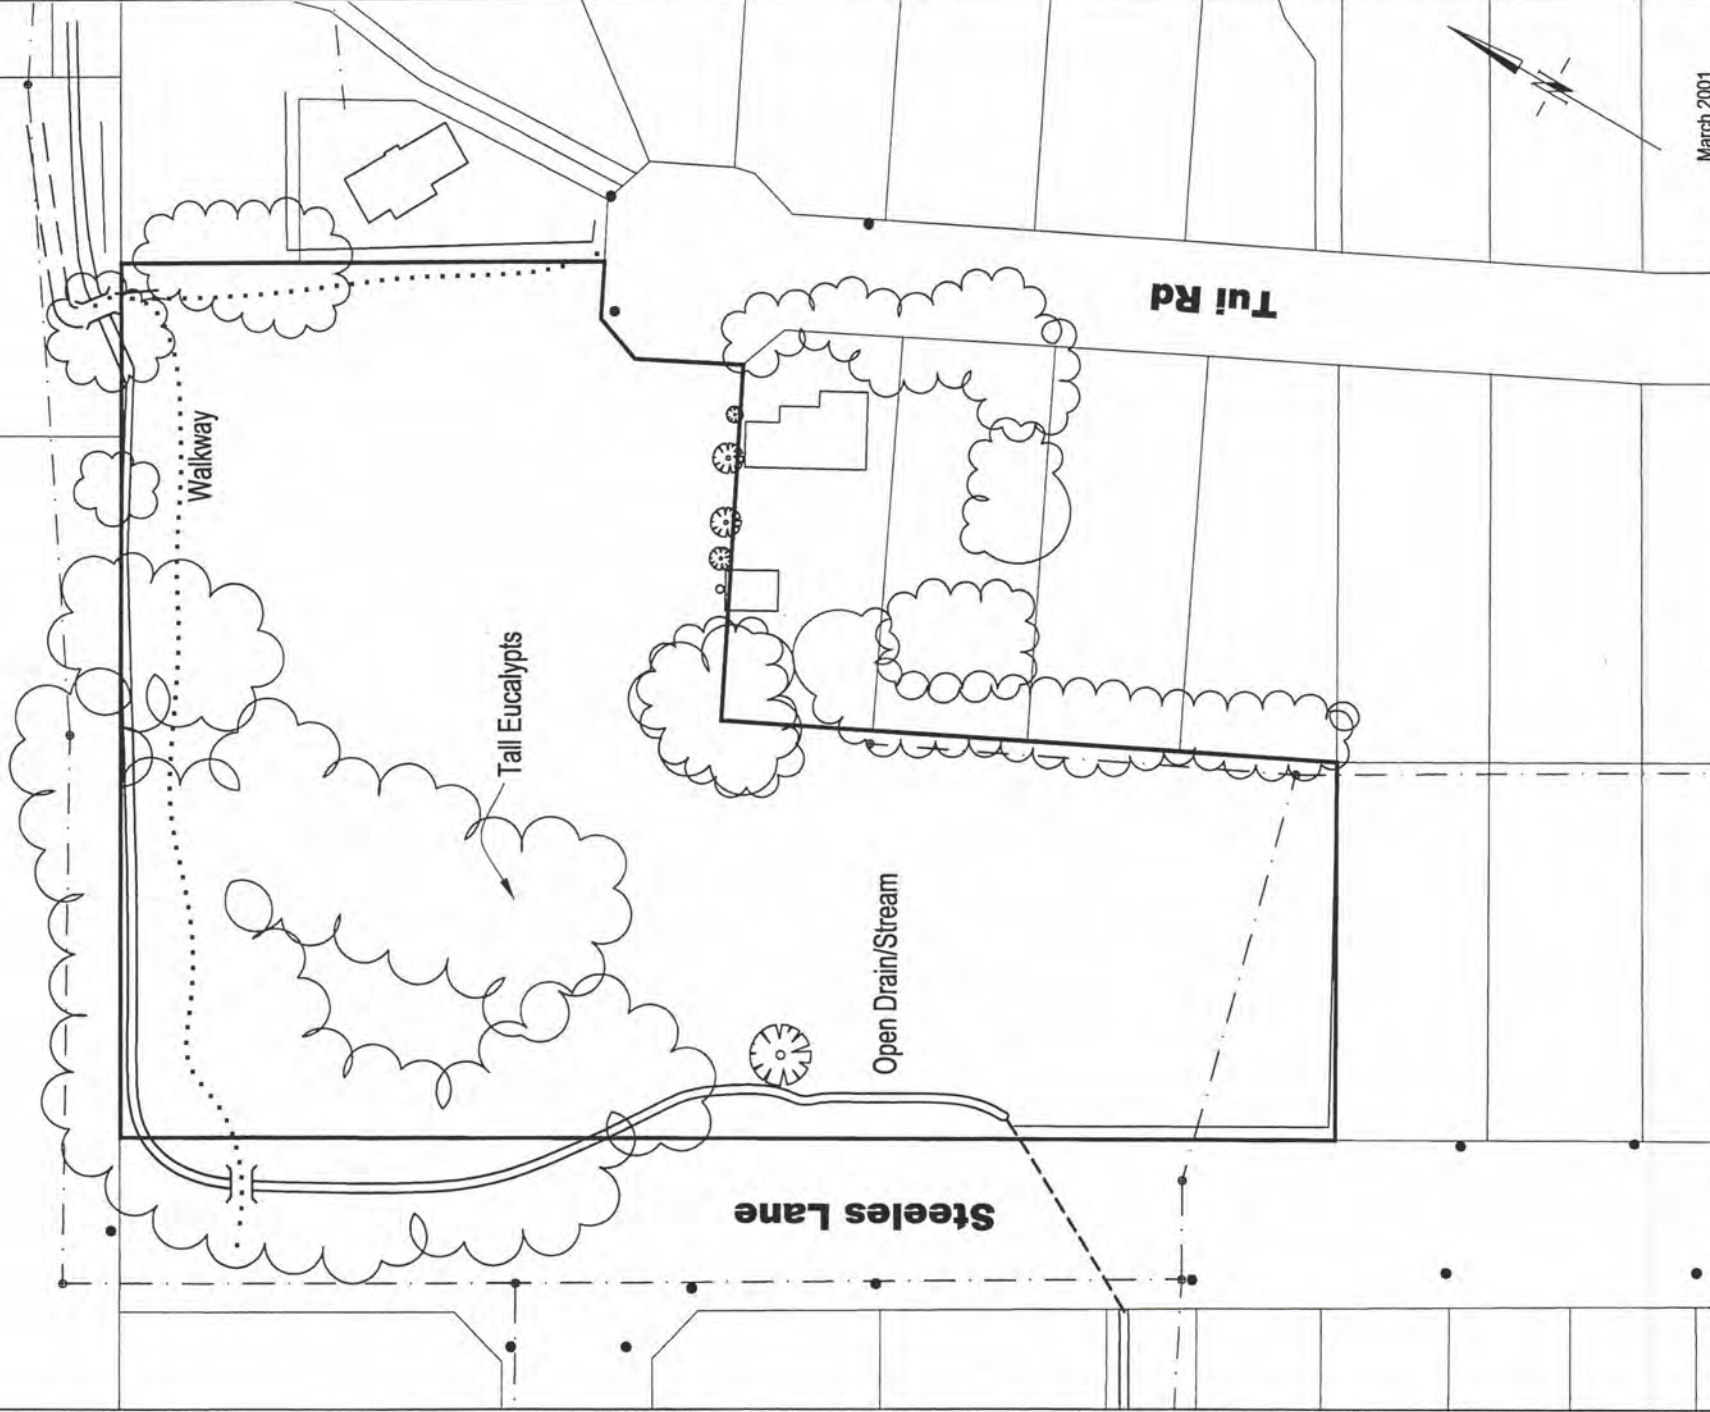 Tui Rd
March 2001
N
Walkway
Tall Eucalypts
Open Drain/Stream
Steeles Lane